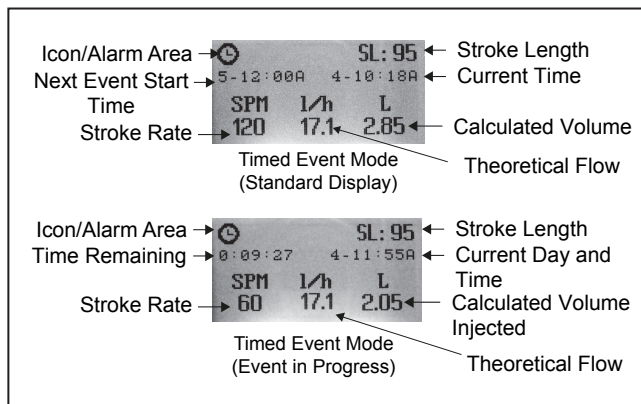 Icon/Alarm Area
SL: 95
Stroke Length
Next Event Start
Time
5-12:00A 4-10:18A
Current Time
SPM l/h L
Stroke Rate
120 17.1 2.85
Calculated Volume
Timed Event Mode
(Standard Display)
Theoretical Flow
Icon/Alarm Area
SL: 95
Stroke Length
Time Remaining
0:09:27 4-11:55A
Current Day and
Time
SPM l/h L
Stroke Rate
60 17.1 2.05
Calculated Volume
Injected
Timed Event Mode
(Event in Progress)
Theoretical Flow